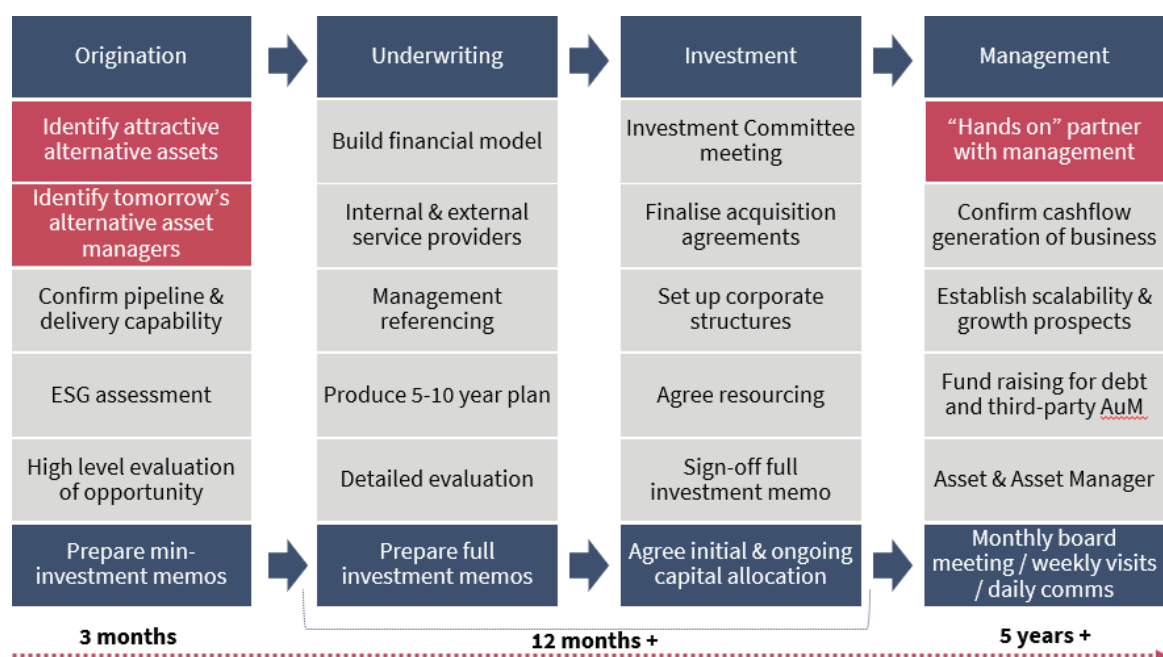 Origination
Underwriting
Investment
Management
Identify attractive
alternative assets
Build financial model
Investment Committee
meeting
“Hands on” partner
with management
Identify tomorrow’s
alternative asset
managers
Internal & external
service providers
Finalise acquisition
agreements
Confirm cashflow
generation of business
Confirm pipeline &
delivery capability
Management
referencing
Set up corporate
structures
Establish scalability &
growth prospects
ESG assessment
Produce 5-10 year plan
Agree resourcing
Fund raising for debt
and third-party AuM
High level evaluation
of opportunity
Detailed evaluation
Sign-off full
investment memo
Asset & Asset Manager
Prepare min-
investment memos
Prepare full
investment memos
Agree initial & ongoing
capital allocation
Monthly board
meeting / weekly visits
/ daily comms
3 months
12 months +
5 years +